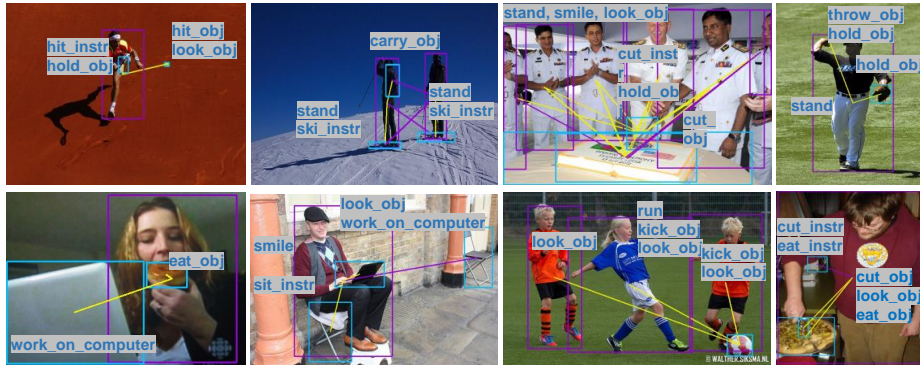 hit_instr
hold_obj
hit_obj
look_obj
carry_obj
stand
ski_instr
stand
ski_instr
stand, smile, look_obj
cut_inst
hold_obj
cut_
obj
throw_obj
hold_obj
hold_obj
stand
eat_obj
work_on_computer
look_obj
work_on_computer
smile
sit_instr
look_obj
run
kick_obj
look_obj
kick_obj
look_obj
© WALTHER.SIKSMA.NL
cut_instr
eat_instr
cut_obj
look_obj
eat_obj